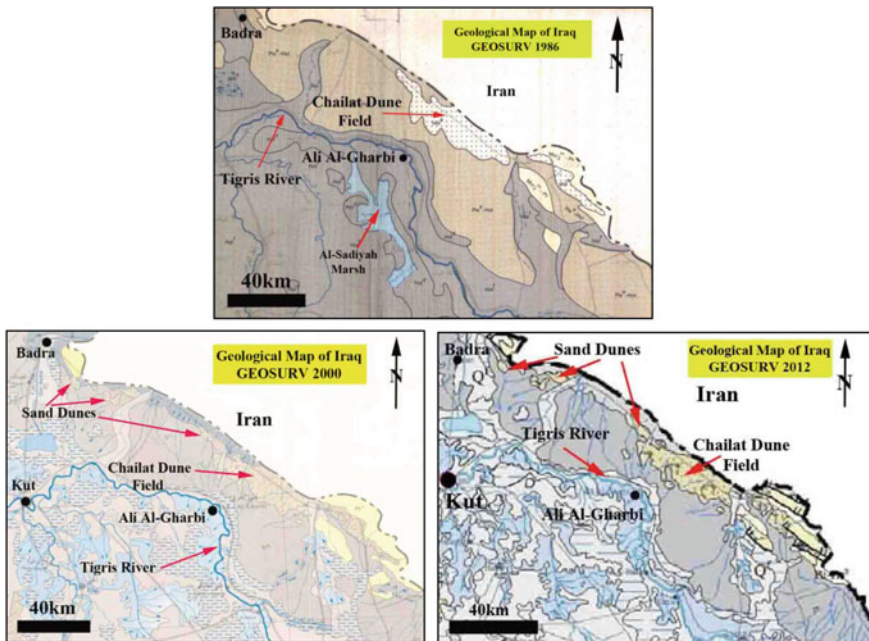 Badra
Geological Map of Iraq
GEOSURV 1986
N
Iran
Chailat Dune
Field
Ali Al-Gharbi
Tigris River
Al-Sadiyah
Marsh
40km
Badra
Geological Map of Iraq
GEOSURV 2000
N
Sand Dunes
Iran
Chailat Dune
Field
Kut
Ali Al-Gharbi
Tigris River
40km
Badra
Sand Dunes
Geological Map of Iraq
GEOSURV 2012
N
Iran
Tigris River
Chailat Dune
Field
Kut
Ali Al-Gharbi
40km